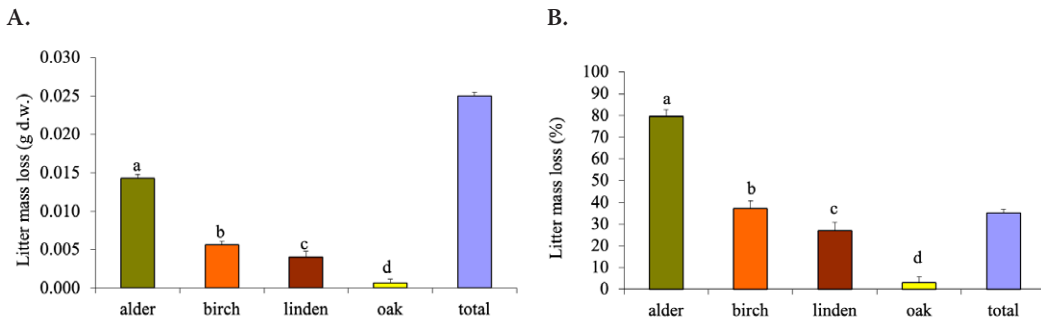 A.
Litter mass loss (g d.w.)
0.030
0.025
0.020
0.015
0.010
0.005
0.000
a
b
c
d
alder birch linden oak total
B.
Litter mass loss (%)
100
90
80
70
60
50
40
30
20
10
0
a
b
c
d
alder birch linden oak total